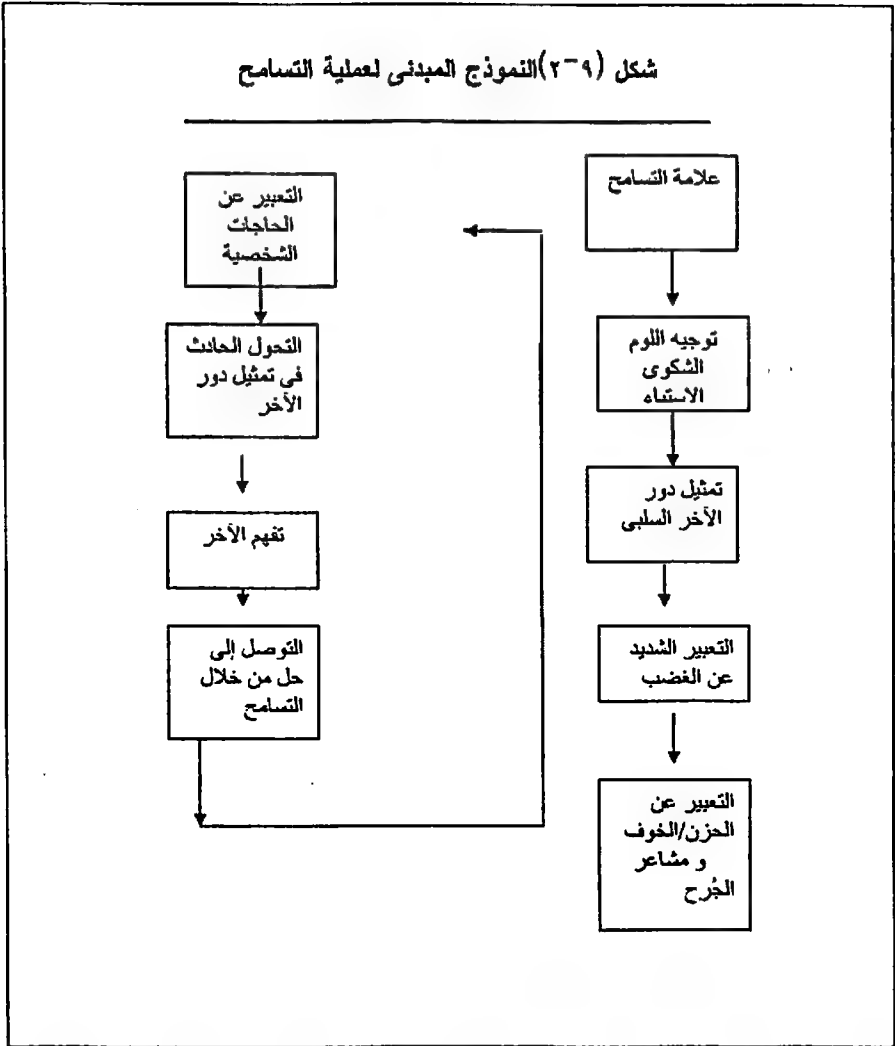 شكل (٩-٢)النموذج المبدئى لعملية التسامح
علامة التسامح
توجيه اللوم
الشكوى
الاستياء
تمثيل دور
الآخر السلبى
التعبير الشديد
عن الغضب
التعبير عن
الحزن/الخوف
و مشاعر
الجُرح
التعبير عن
الحاجات
الشخصية
التحول الحادث
فى تمثيل دور
الآخر
تفهم الآخر
التوصل إلى
حل من خلال
التسامح